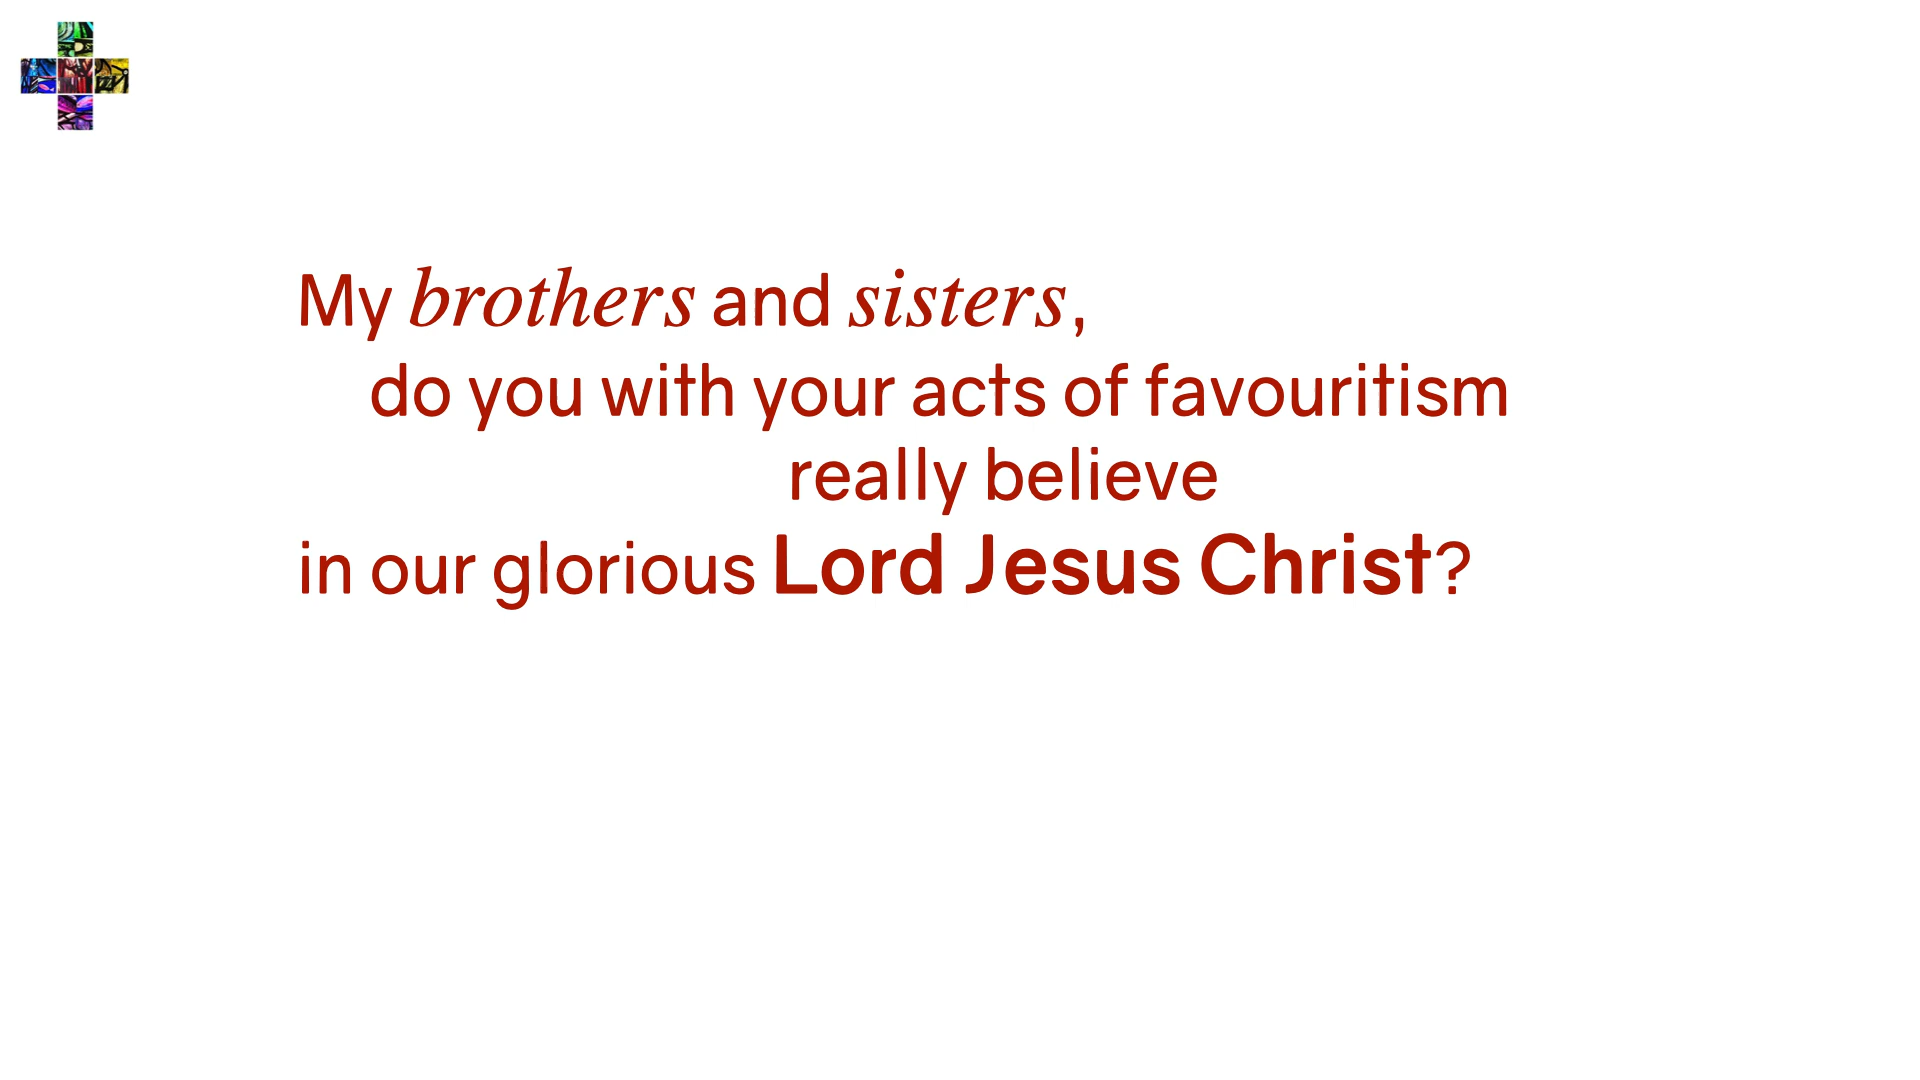 My brothers and sisters,
do you with your acts of favouritism
really believe
in our glorious Lord Jesus Christ?